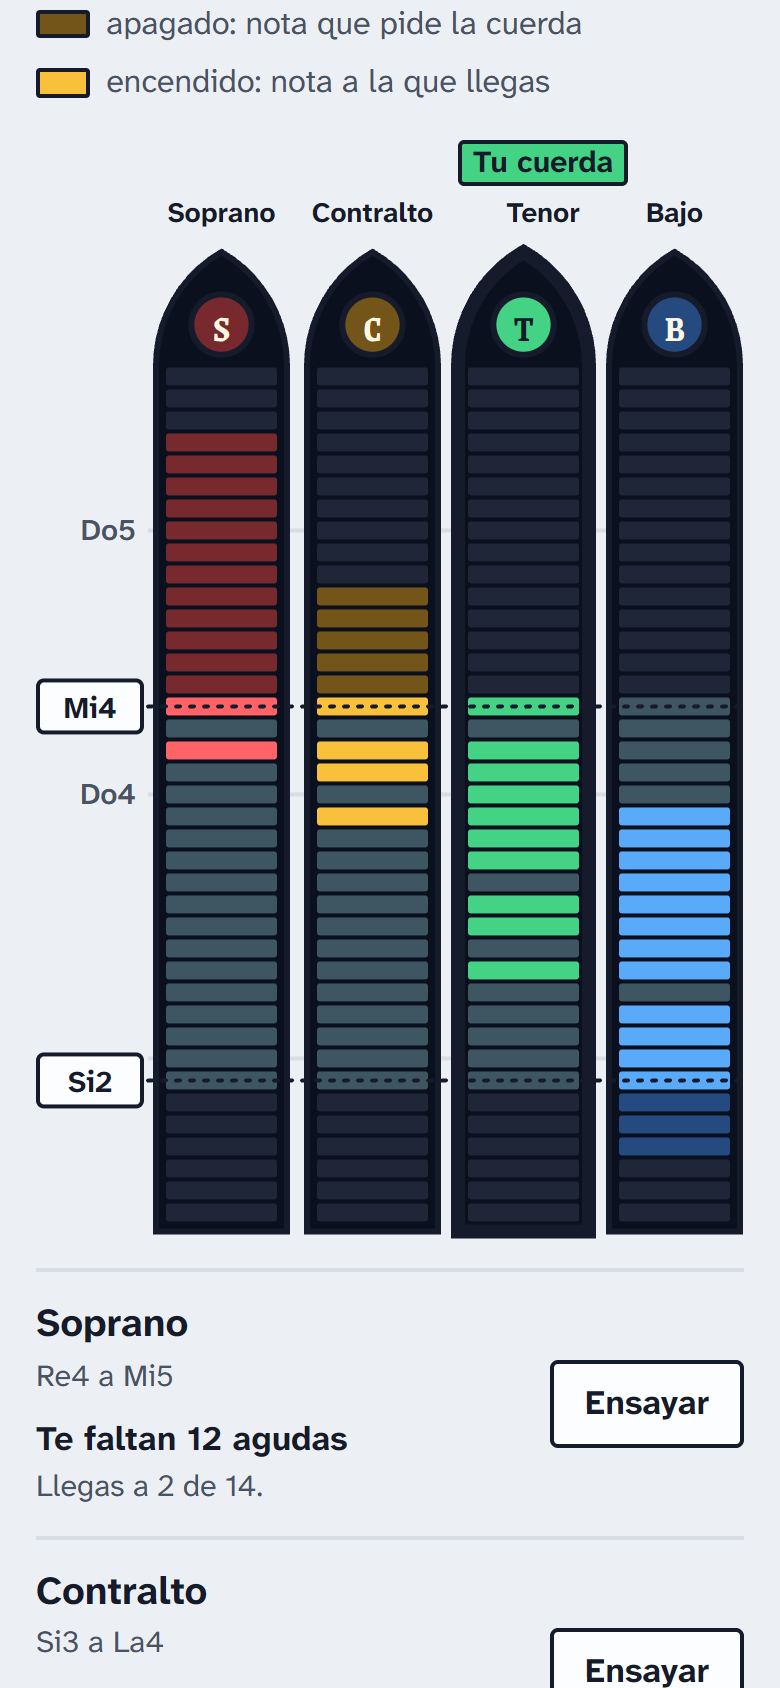 apagado: nota que pide la cuerda
encendido: nota a la que llegas
Tu cuerda
Soprano Contralto Tenor Bajo
S C T B
Do5
Mi4
Do4
Si2
Soprano
Re4 a Mi5
Ensayar
Te faltan 12 agudas
Llegas a 2 de 14.
Contralto
Si3 a La4
Ensayar